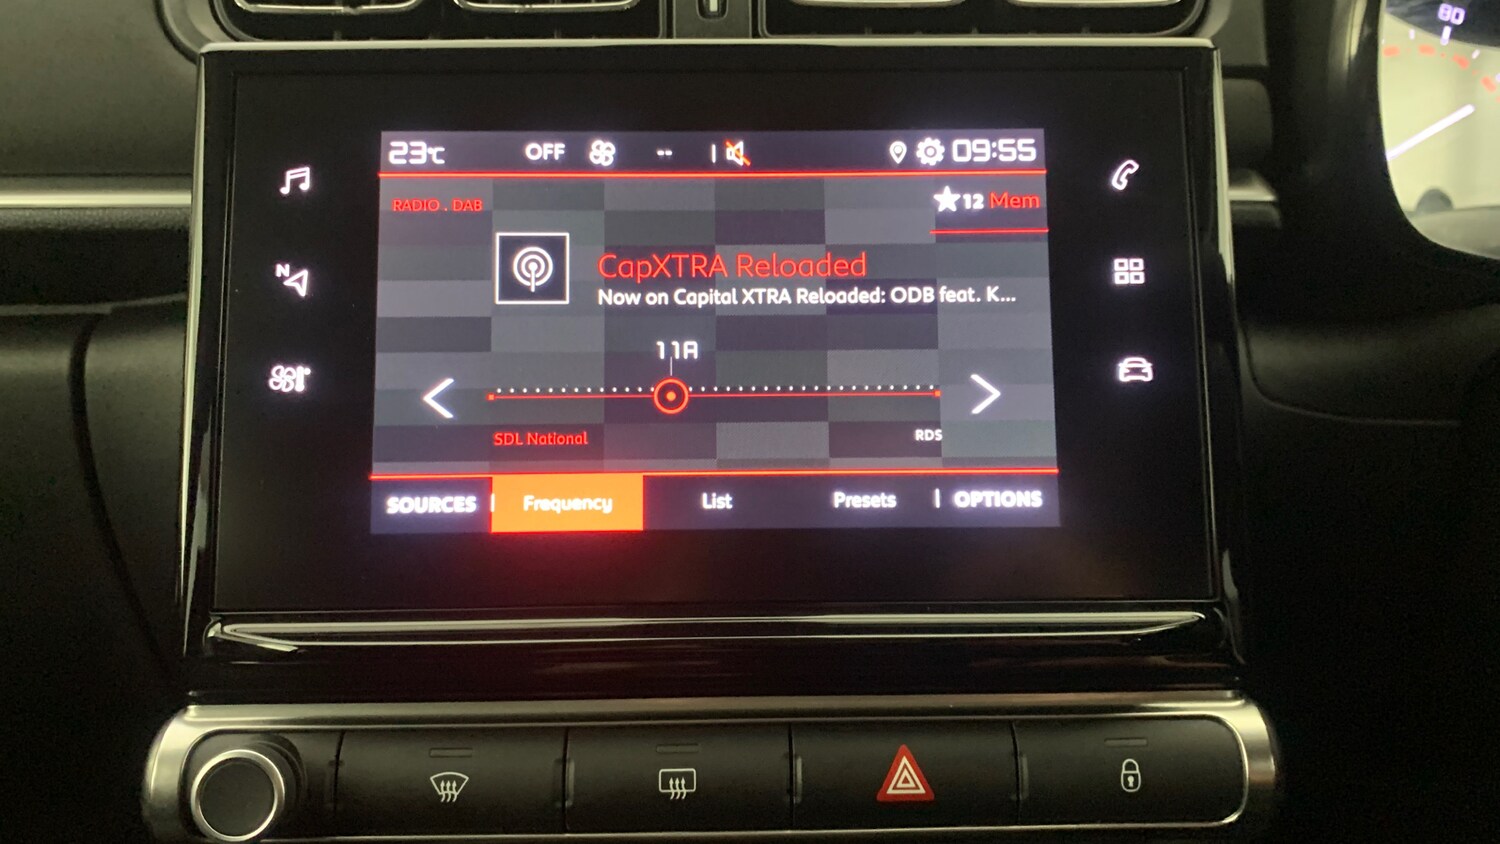 80
23°C OFF -- 09:55
RADIO . DAB
12 Mem
CapXTRA Reloaded
Now on Capital XTRA Reloaded: ODB feat. K...
11A
N
SDL National
RDS
SOURCES Frequency List Presets OPTIONS